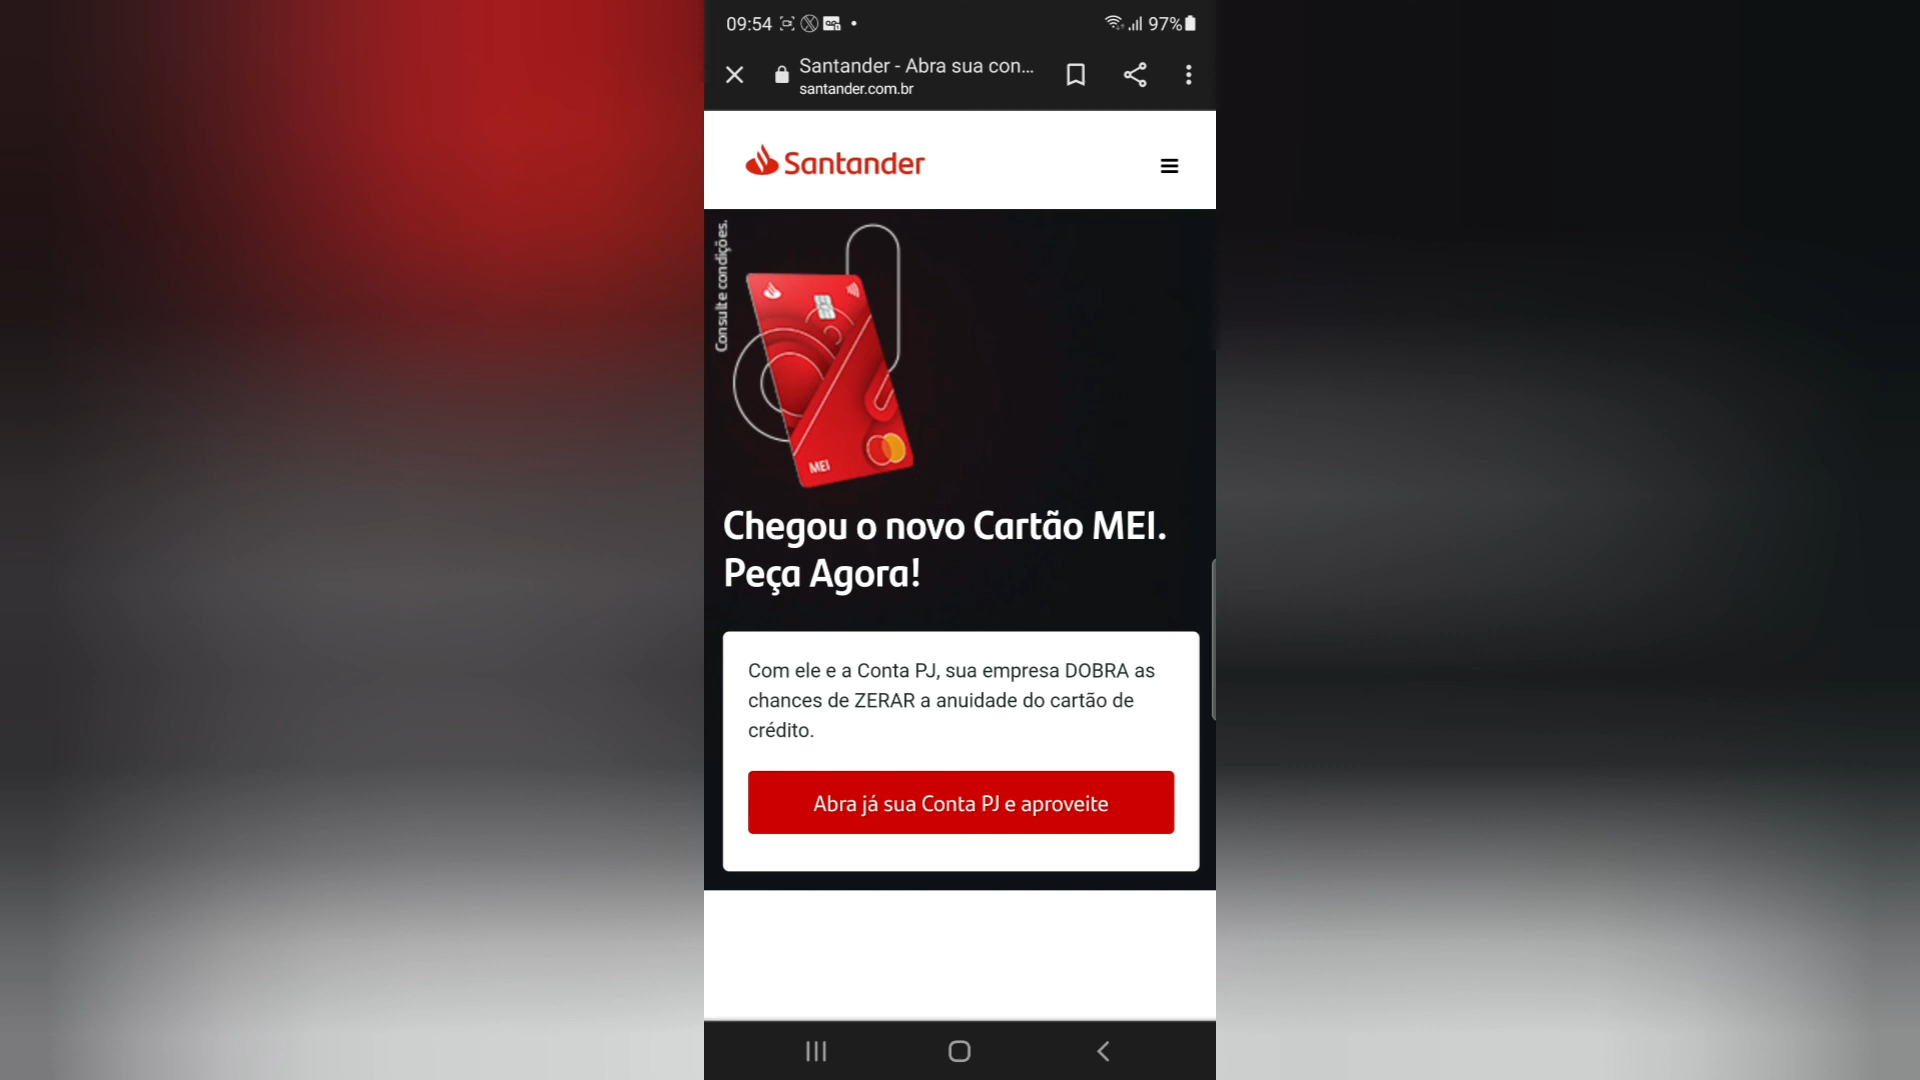 09:54
97%
Santander - Abra sua con...
santander.com.br
Santander
Consulte condições.
MEI
Chegou o novo Cartão MEI.
Peça Agora!
Com ele e a Conta PJ, sua empresa DOBRA as
chances de ZERAR a anuidade do cartão de
crédito.
Abra já sua Conta PJ e aproveite